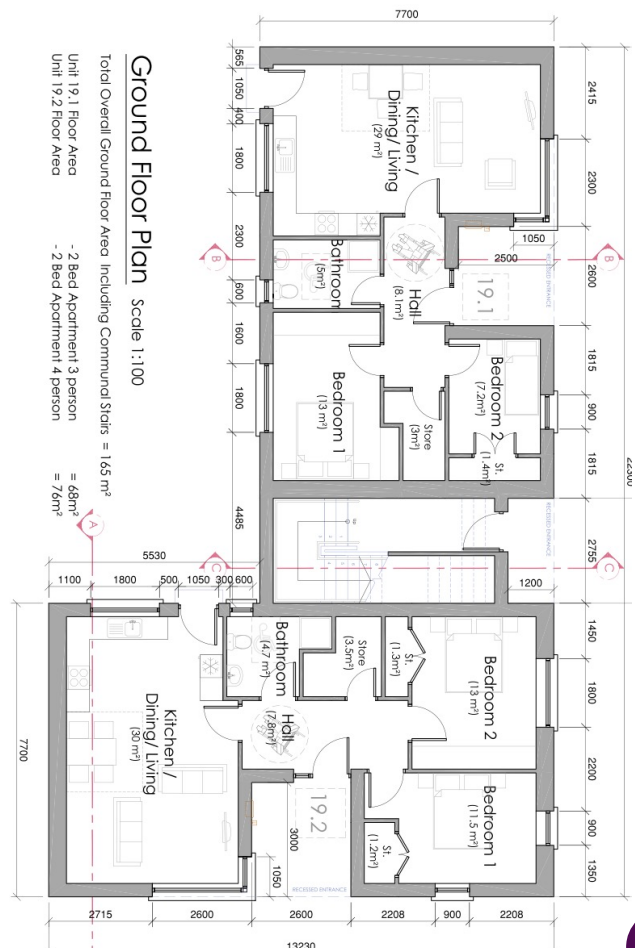 Ground Floor Plan Scale 1:100
Total Overall Ground Floor Area Including Communal Stairs = 165 m²
Unit 19.1 Floor Area - 2 Bed Apartment 3 person = 68m²
Unit 19.2 Floor Area - 2 Bed Apartment 4 person = 76m²
7700
565
1050
400
1800
2300
600
1600
1800
4485
2415
2300
2600
1815
900
1815
2755
22300
1450
1800
2200
900
1350
Kitchen /
Dining/ Living
(29 m²)
1050
2500
RECESSED ENTRANCE
B
B
Bathroom
(5m²)
Hall
(8.1m²)
19.1
Bedroom 1
(13 m²)
Bedroom 2
(7.2m²)
Store
(3m²)
St.
(1.4m²)
RECESSED ENTRANCE
A
C
C
5530
1200
1100
1800
500
1050
300
600
7700
Bathroom
(4.7 m²)
Store
(3.5m²)
St.
(1.3m²)
Bedroom 2
(13 m²)
Kitchen /
Dining/ Living
(30 m²)
Hall
(7.8m²)
19.2
Bedroom 1
(11.5 m²)
St.
(1.2m²)
3000
1050
RECESSED ENTRANCE
2715
2600
2600
2208
900
2208
13230